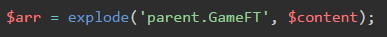 $arr = explode('parent.GameFT', $content);